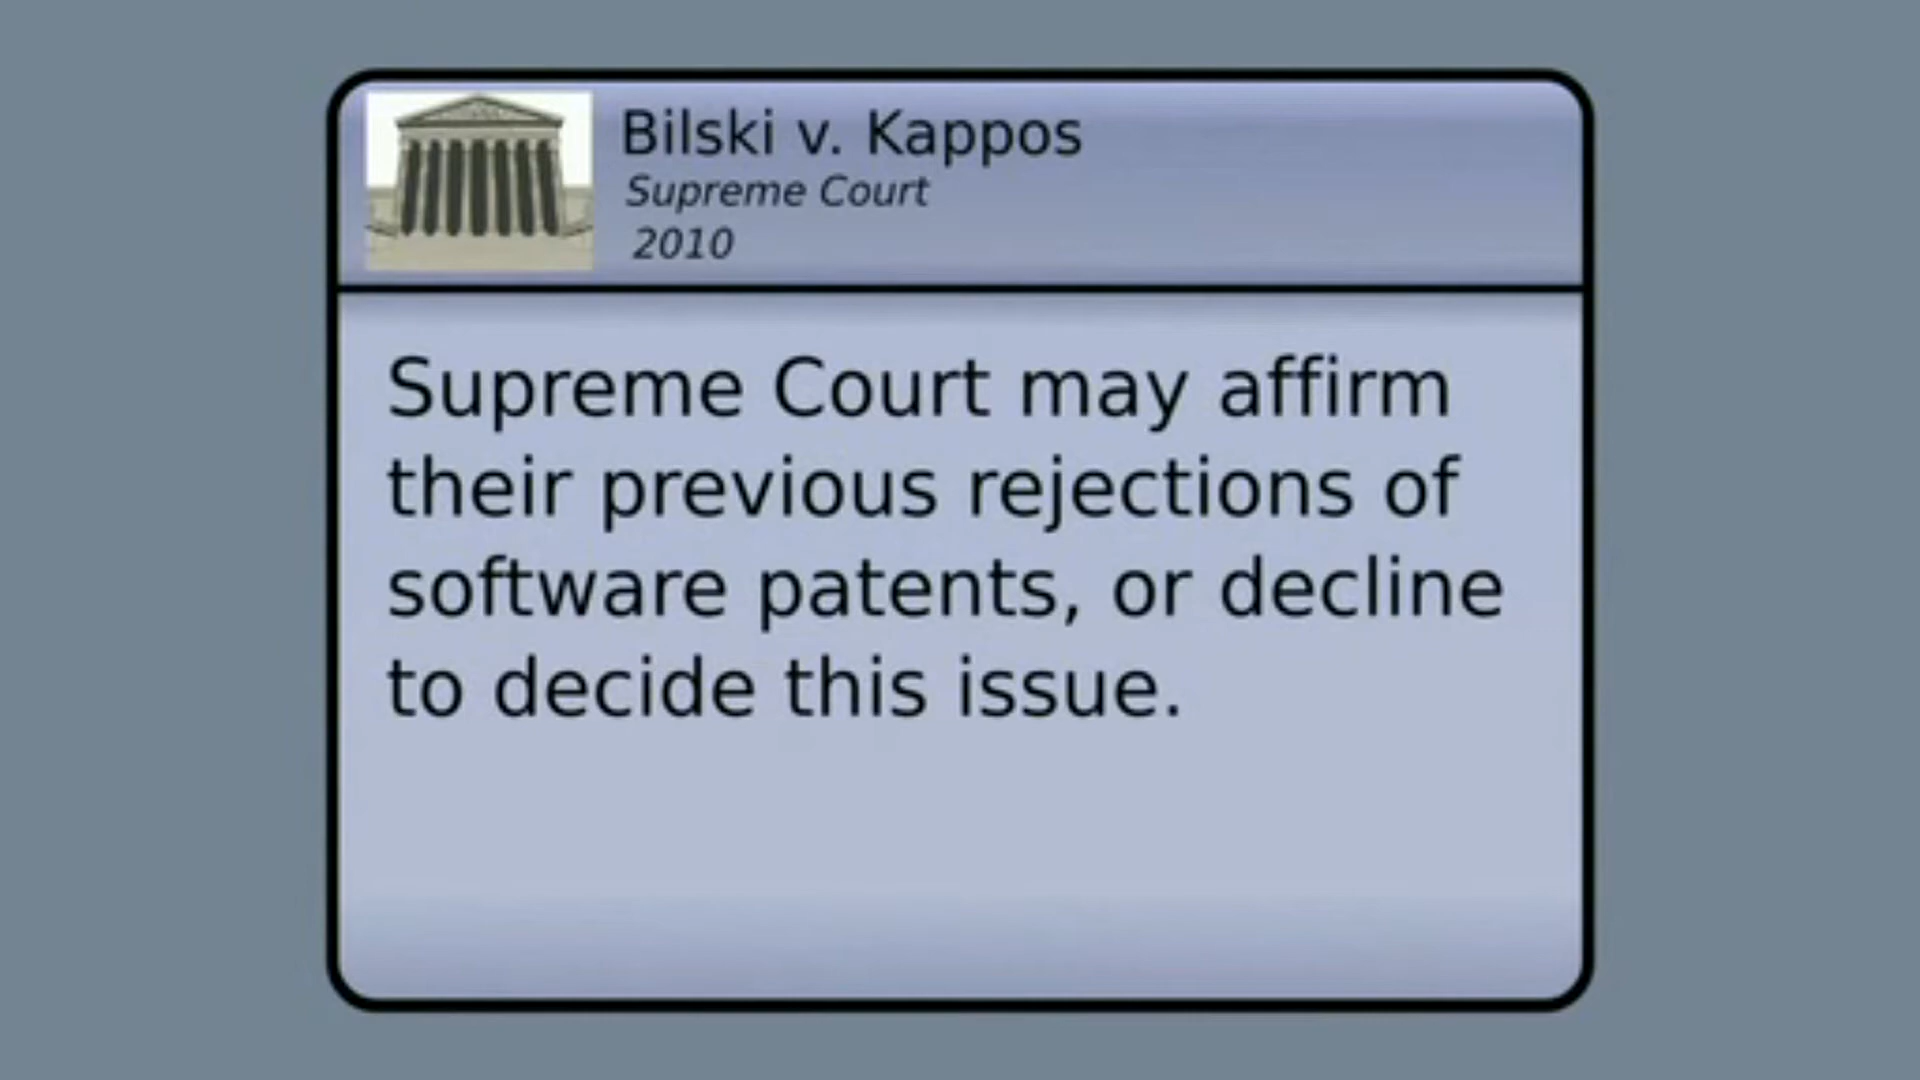 Bilski v. Kappos
Supreme Court
2010
Supreme Court may affirm
their previous rejections of
software patents, or decline
to decide this issue.